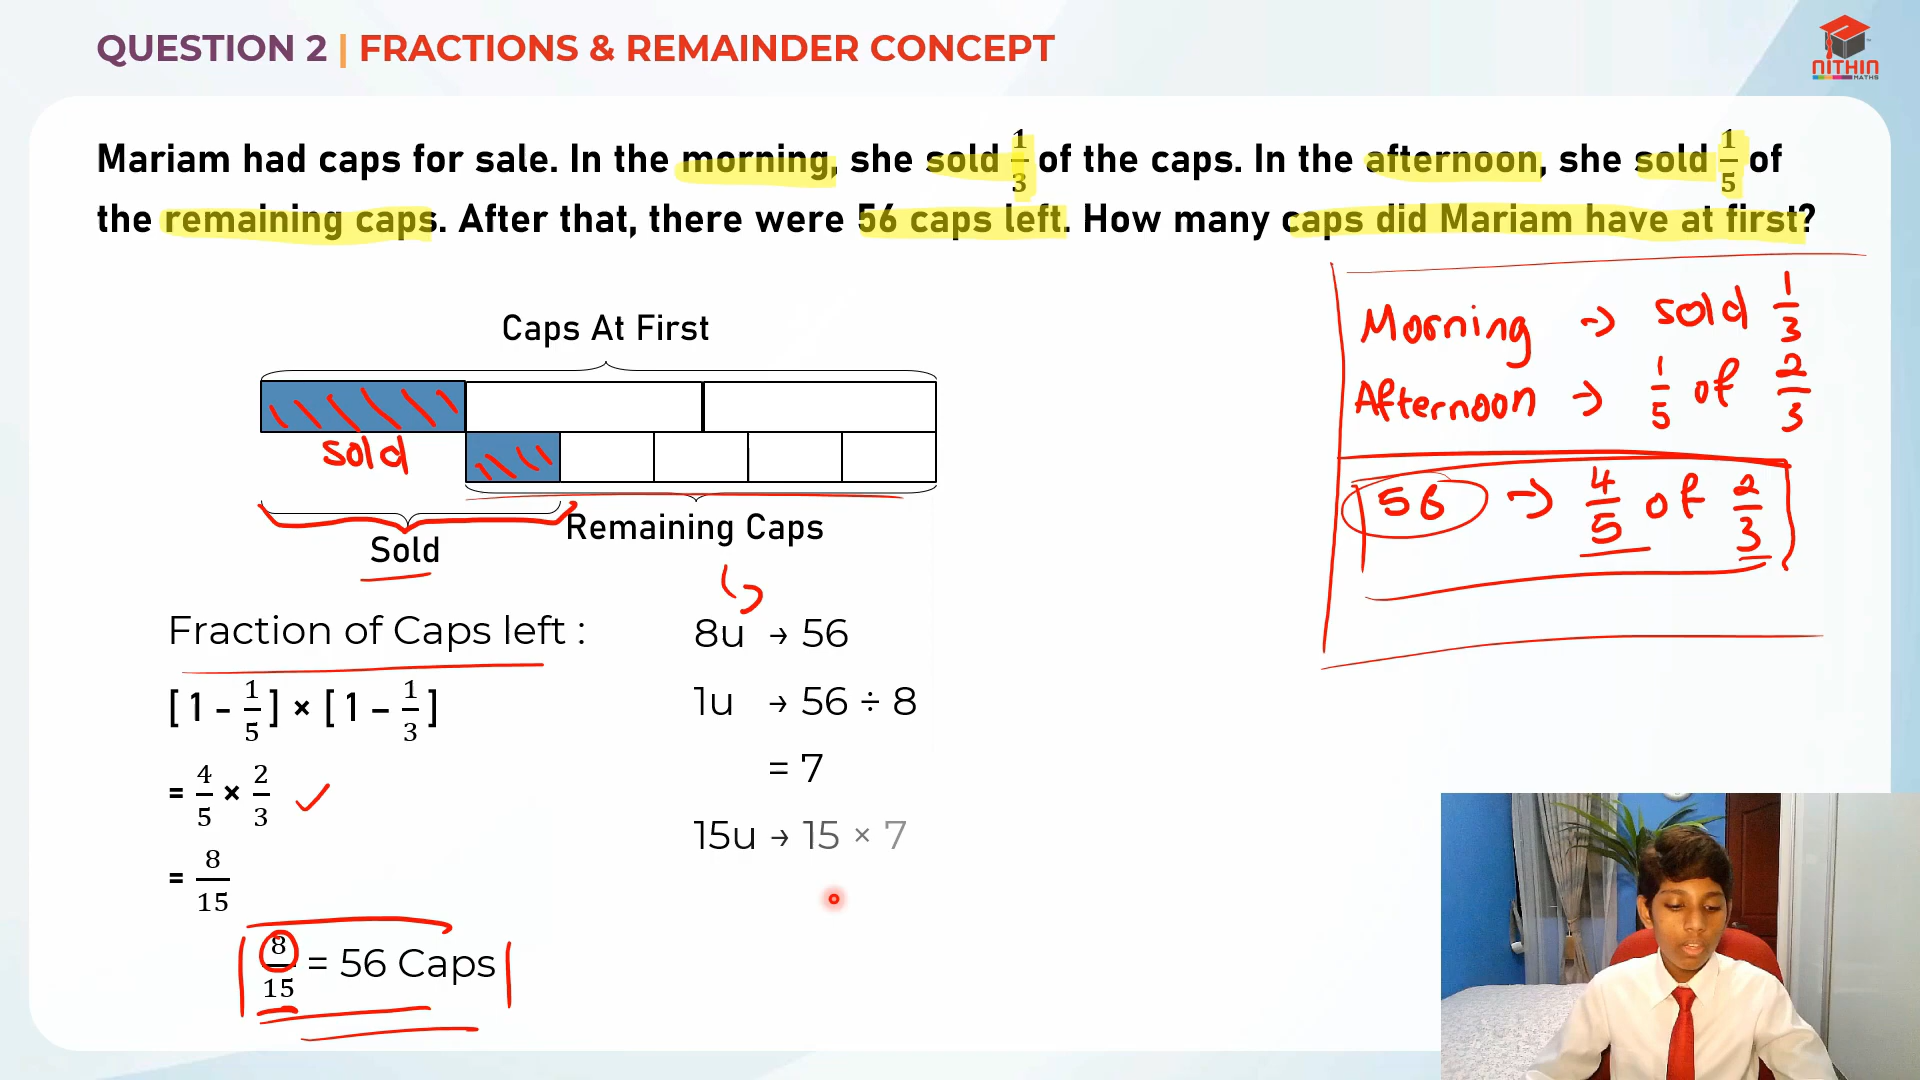 QUESTION 2 | FRACTIONS & REMAINDER CONCEPT
NITHIN
MATHS
Mariam had caps for sale. In the morning, she sold 1/3 of the caps. In the afternoon, she sold 1/5 of
the remaining caps. After that, there were 56 caps left. How many caps did Mariam have at first?
Caps At First
sold
Sold
Remaining Caps
Morning → sold 1/3
Afternoon → 1/5 of 2/3
56 → 4/5 of 2/3
Fraction of Caps left :
[ 1 - 1/5 ] × [ 1 – 1/3 ]
= 4/5 × 2/3 ✓
= 8/15
8/15 = 56 Caps
8u → 56
1u → 56 ÷ 8
= 7
15u → 15 × 7